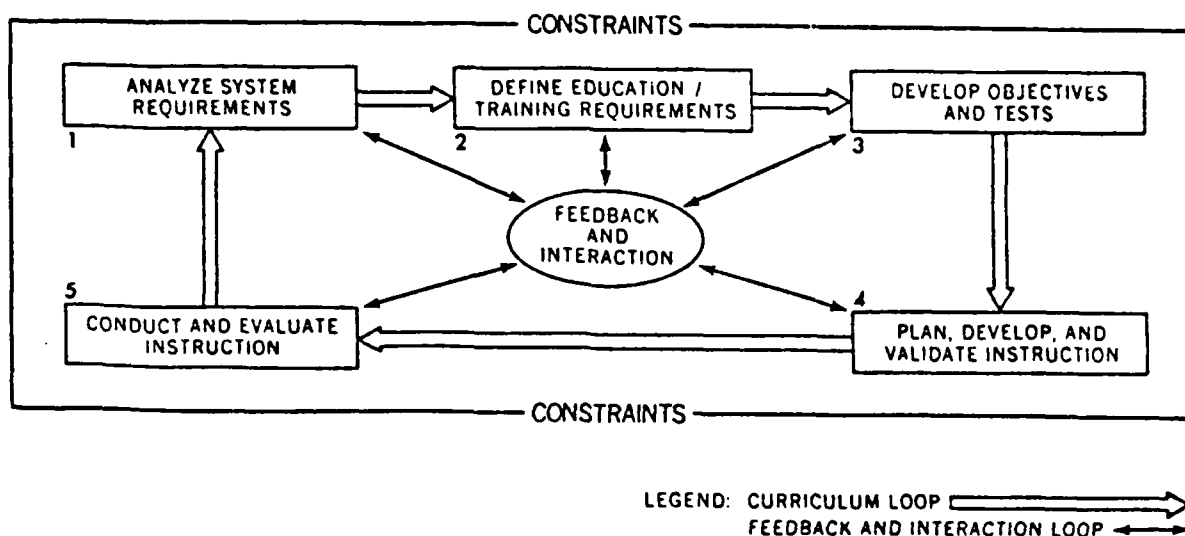 CONSTRAINTS
ANALYZE SYSTEM
REQUIREMENTS
1
DEFINE EDUCATION /
TRAINING REQUIREMENTS
2
DEVELOP OBJECTIVES
AND TESTS
3
FEEDBACK
AND
INTERACTION
5
CONDUCT AND EVALUATE
INSTRUCTION
4
PLAN, DEVELOP, AND
VALIDATE INSTRUCTION
CONSTRAINTS
LEGEND: CURRICULUM LOOP
FEEDBACK AND INTERACTION LOOP